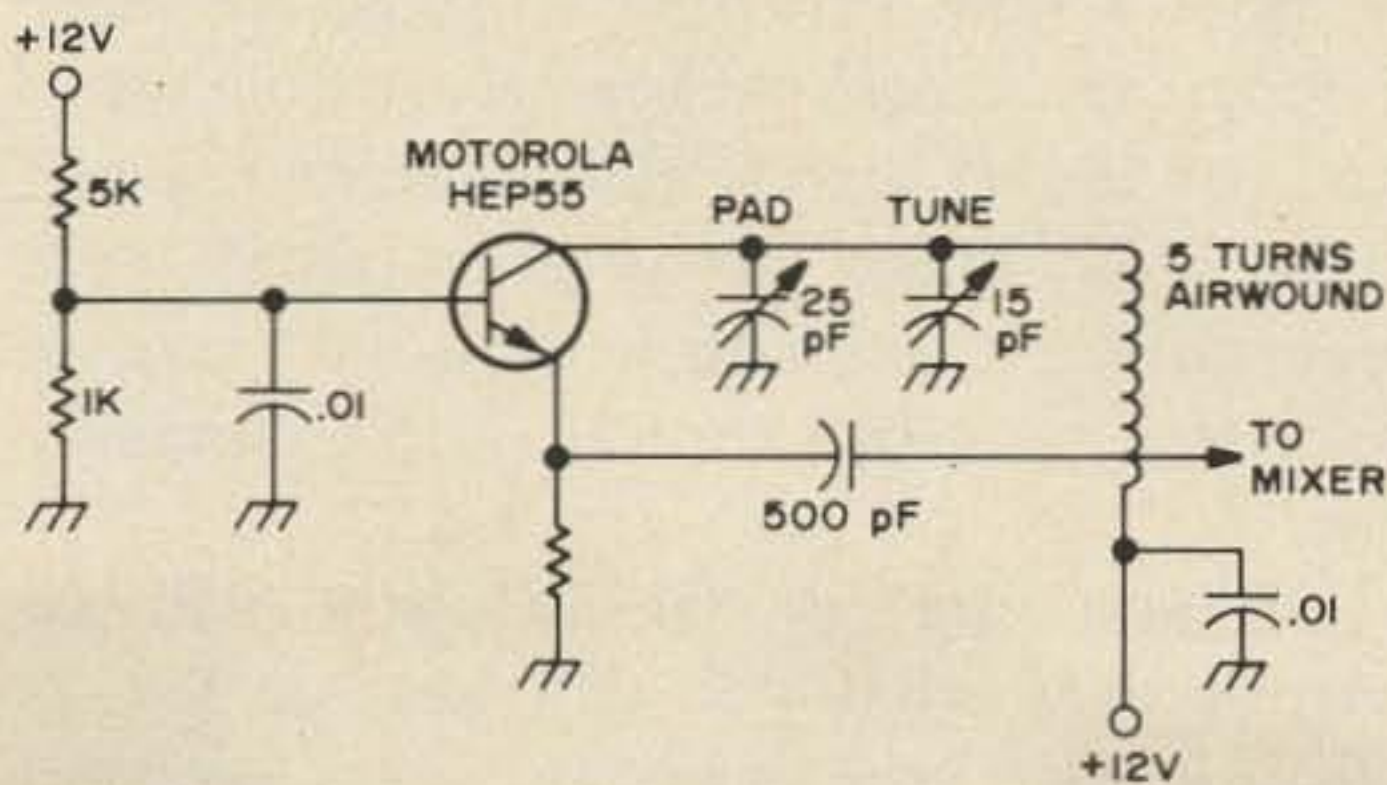 +12V
5K
1K
.01
MOTOROLA
HEP55
PAD
TUNE
25
pF
15
pF
5 TURNS
AIRWOUND
500 pF
TO
MIXER
.01
+12V